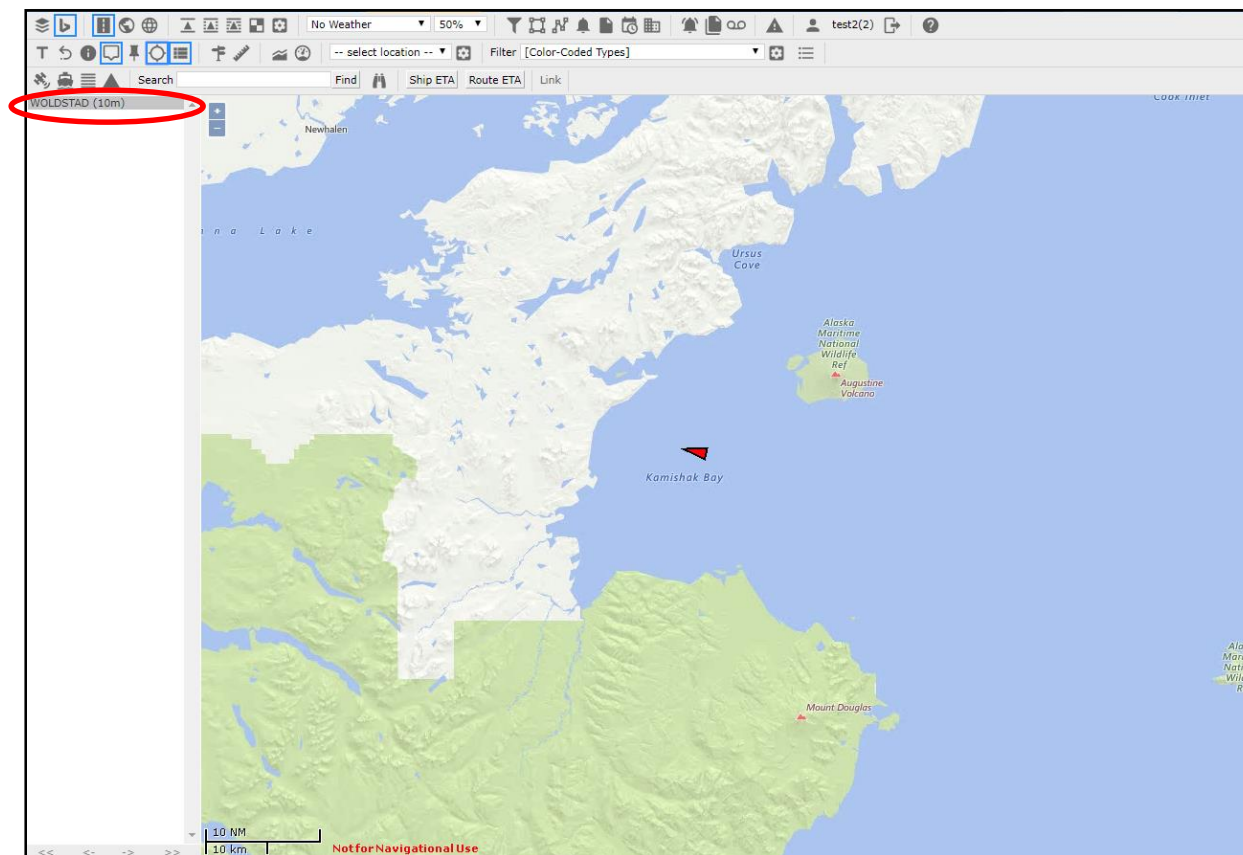 No Weather 50% test2(2)
T -- select location -- Filter [Color-Coded Types]
Search Find Ship ETA Route ETA Link
WOLDSTAD (10m)
+
−
Cook Inlet
Newhalen
n a L a k e
Ursus
Cove
Alaska
Maritime
National
Wildlife
Ref
Augustine
Volcano
Kamishak Bay
Mount Douglas
10 NM
10 km
Not for Navigational Use
<< <- -> >>